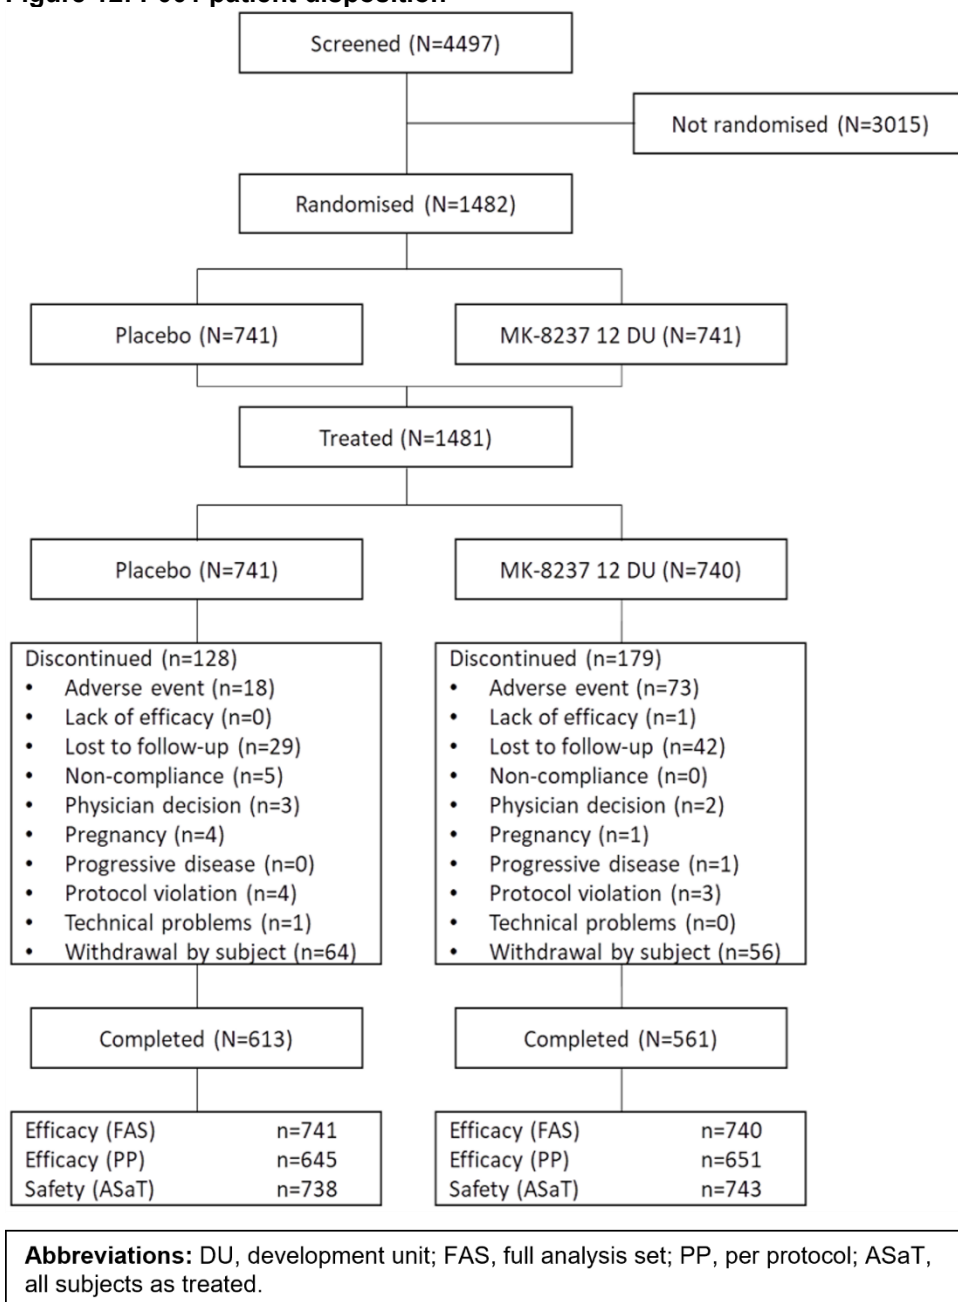 Figure 12: P001 patient disposition
Screened (N=4497)
Not randomised (N=3015)
Randomised (N=1482)
Placebo (N=741)
MK-8237 12 DU (N=741)
Treated (N=1481)
Placebo (N=741)
MK-8237 12 DU (N=740)
Discontinued (n=128)
• Adverse event (n=18)
• Lack of efficacy (n=0)
• Lost to follow-up (n=29)
• Non-compliance (n=5)
• Physician decision (n=3)
• Pregnancy (n=4)
• Progressive disease (n=0)
• Protocol violation (n=4)
• Technical problems (n=1)
• Withdrawal by subject (n=64)
Discontinued (n=179)
• Adverse event (n=73)
• Lack of efficacy (n=1)
• Lost to follow-up (n=42)
• Non-compliance (n=0)
• Physician decision (n=2)
• Pregnancy (n=1)
• Progressive disease (n=1)
• Protocol violation (n=3)
• Technical problems (n=0)
• Withdrawal by subject (n=56)
Completed (N=613)
Completed (N=561)
Efficacy (FAS) n=741
Efficacy (PP) n=645
Safety (ASaT) n=738
Efficacy (FAS) n=740
Efficacy (PP) n=651
Safety (ASaT) n=743
Abbreviations: DU, development unit; FAS, full analysis set; PP, per protocol; ASaT,
all subjects as treated.